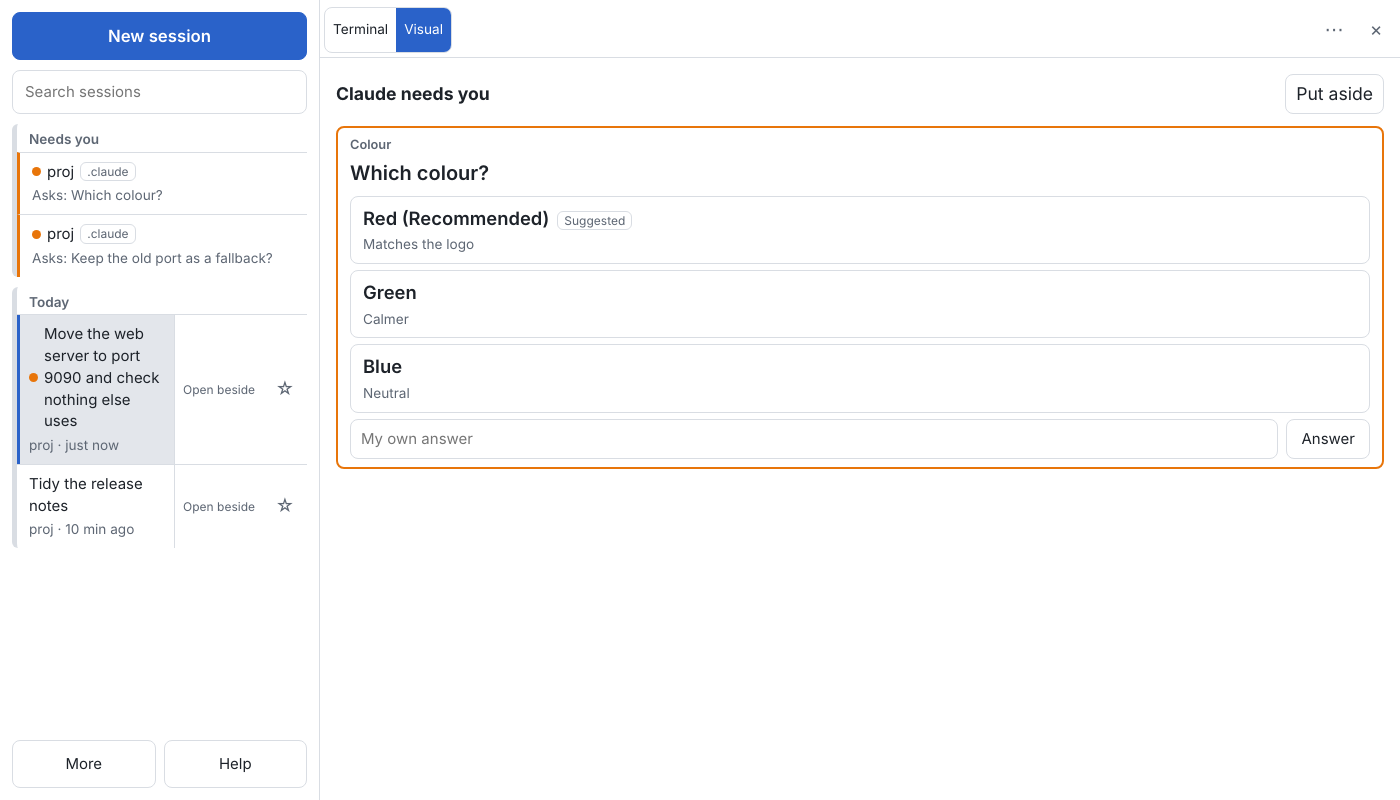 New session
Search sessions
Needs you
proj .claude
Asks: Which colour?
proj .claude
Asks: Keep the old port as a fallback?
Today
Move the web
server to port
9090 and check
nothing else
uses
proj · just now
Open beside ☆
Tidy the release
notes
proj · 10 min ago
Open beside ☆
More
Help
Terminal Visual
··· ×
Claude needs you
Put aside
Colour
Which colour?
Red (Recommended) Suggested
Matches the logo
Green
Calmer
Blue
Neutral
My own answer
Answer